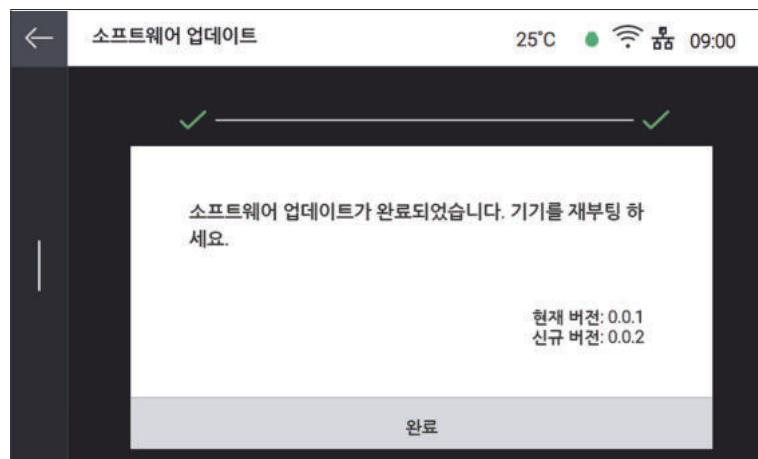 소프트웨어 업데이트
25°C
09:00
소프트웨어 업데이트가 완료되었습니다. 기기를 재부팅 하
세요.
현재 버전: 0.0.1
신규 버전: 0.0.2
완료